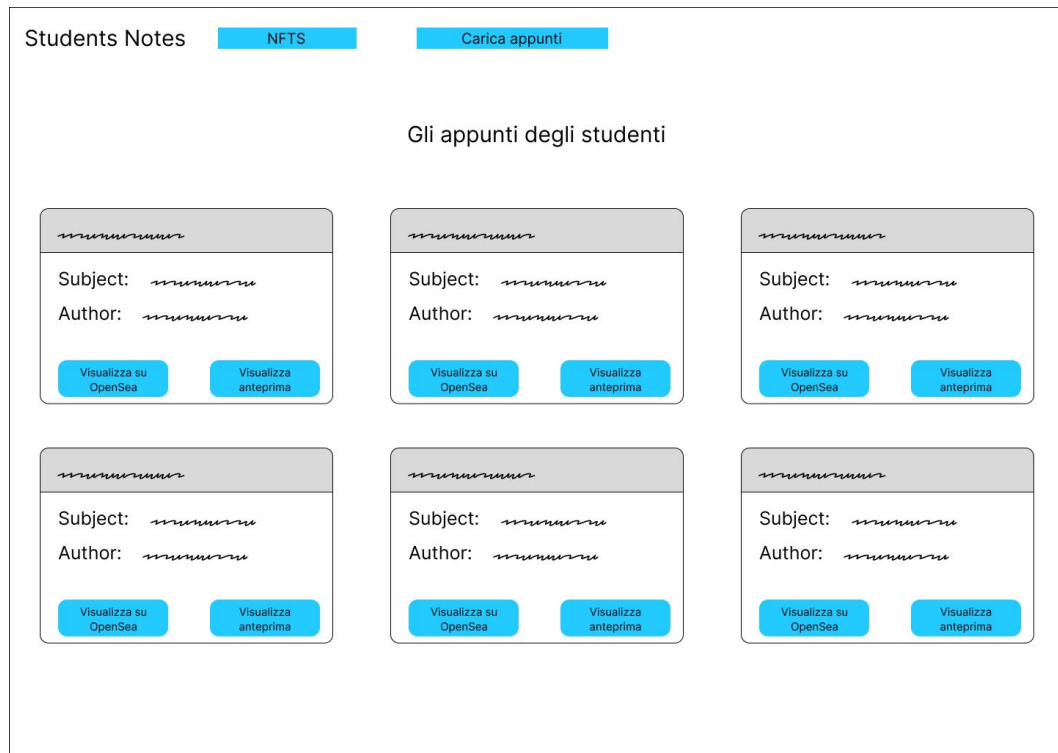 Students Notes NFTS Carica appunti
Gli appunti degli studenti
Subject: Subject: Subject:
Author: Author: Author:
Visualizza su Visualizza Visualizza su Visualizza Visualizza su Visualizza
OpenSea anteprima OpenSea anteprima OpenSea anteprima
Subject: Subject: Subject:
Author: Author: Author:
Visualizza su Visualizza Visualizza su Visualizza Visualizza su Visualizza
OpenSea anteprima OpenSea anteprima OpenSea anteprima